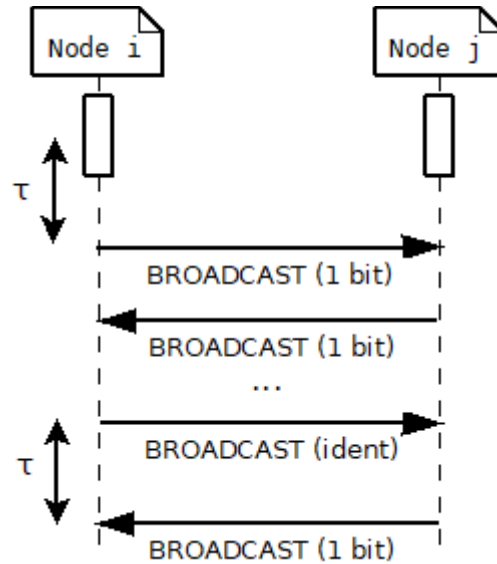 Node i
Node j
τ
BROADCAST (1 bit)
BROADCAST (1 bit)
...
BROADCAST (ident)
τ
BROADCAST (1 bit)